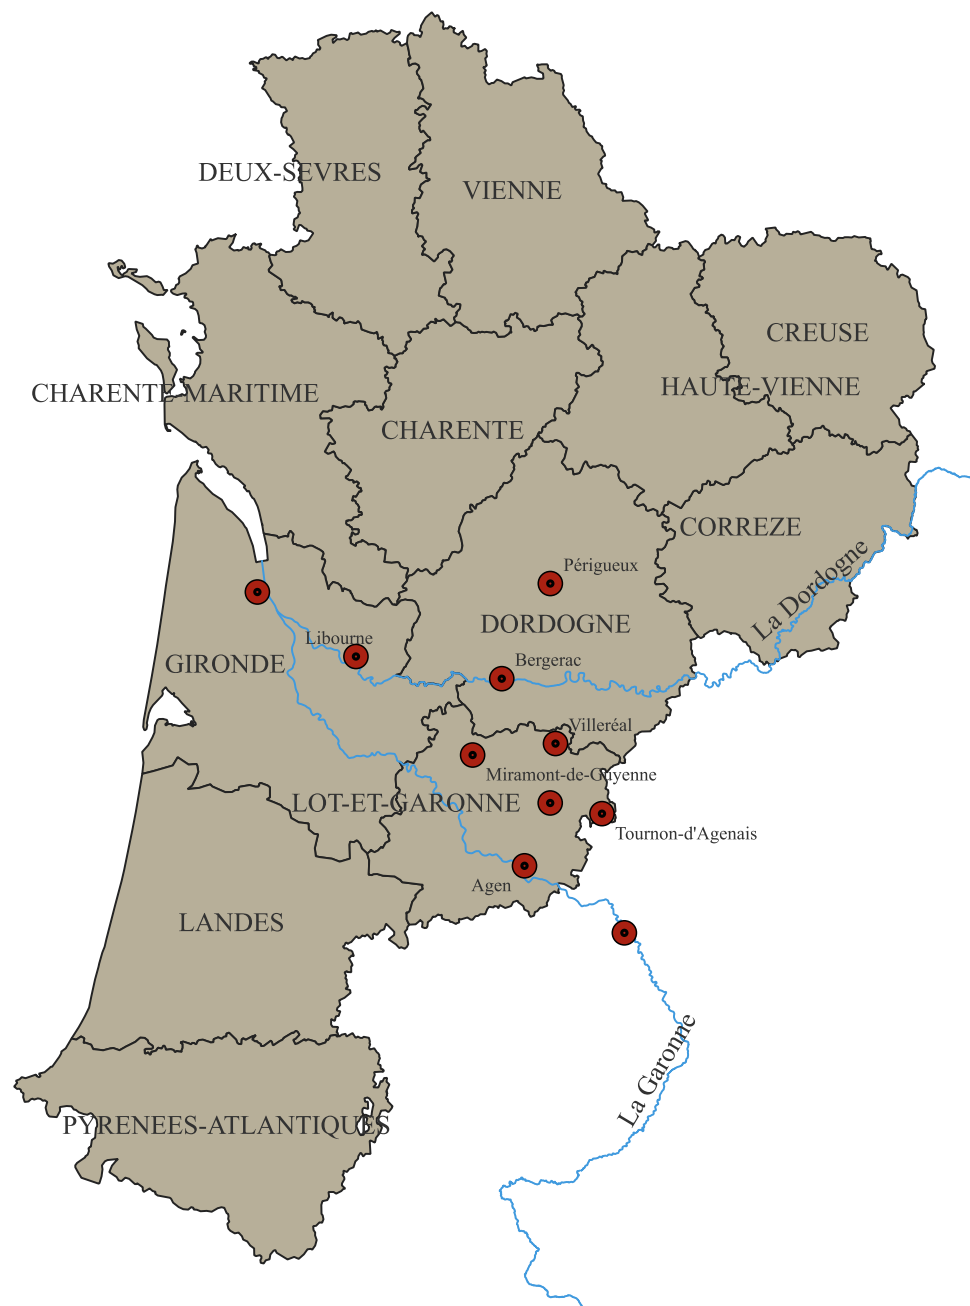 DEUX-SEVRES
VIENNE
CREUSE
HAUTE-VIENNE
CHARENTE-MARITIME
CHARENTE
CORREZE
La Dordogne
Périgueux
DORDOGNE
Libourne
Bergerac
GIRONDE
Villeréal
Miramont-de-Guyenne
LOT-ET-GARONNE
Tournon-d'Agenais
Agen
LANDES
La Garonne
PYRENEES-ATLANTIQUES